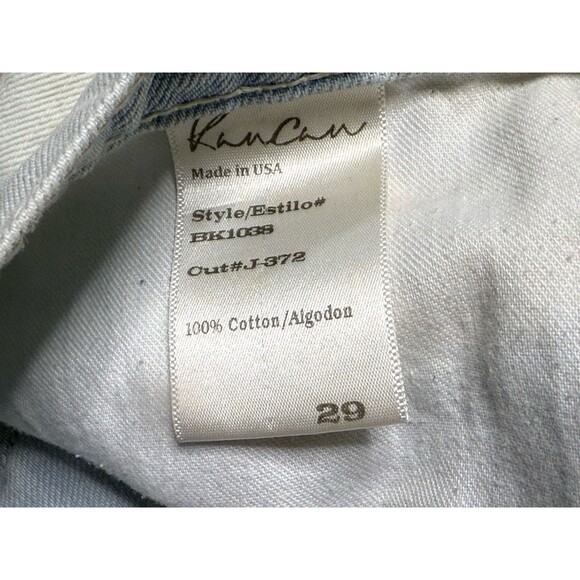 KanCan
Made in USA
Style/Estilo#
BK1038
Cut#J-372
100% Cotton/Algodon
29